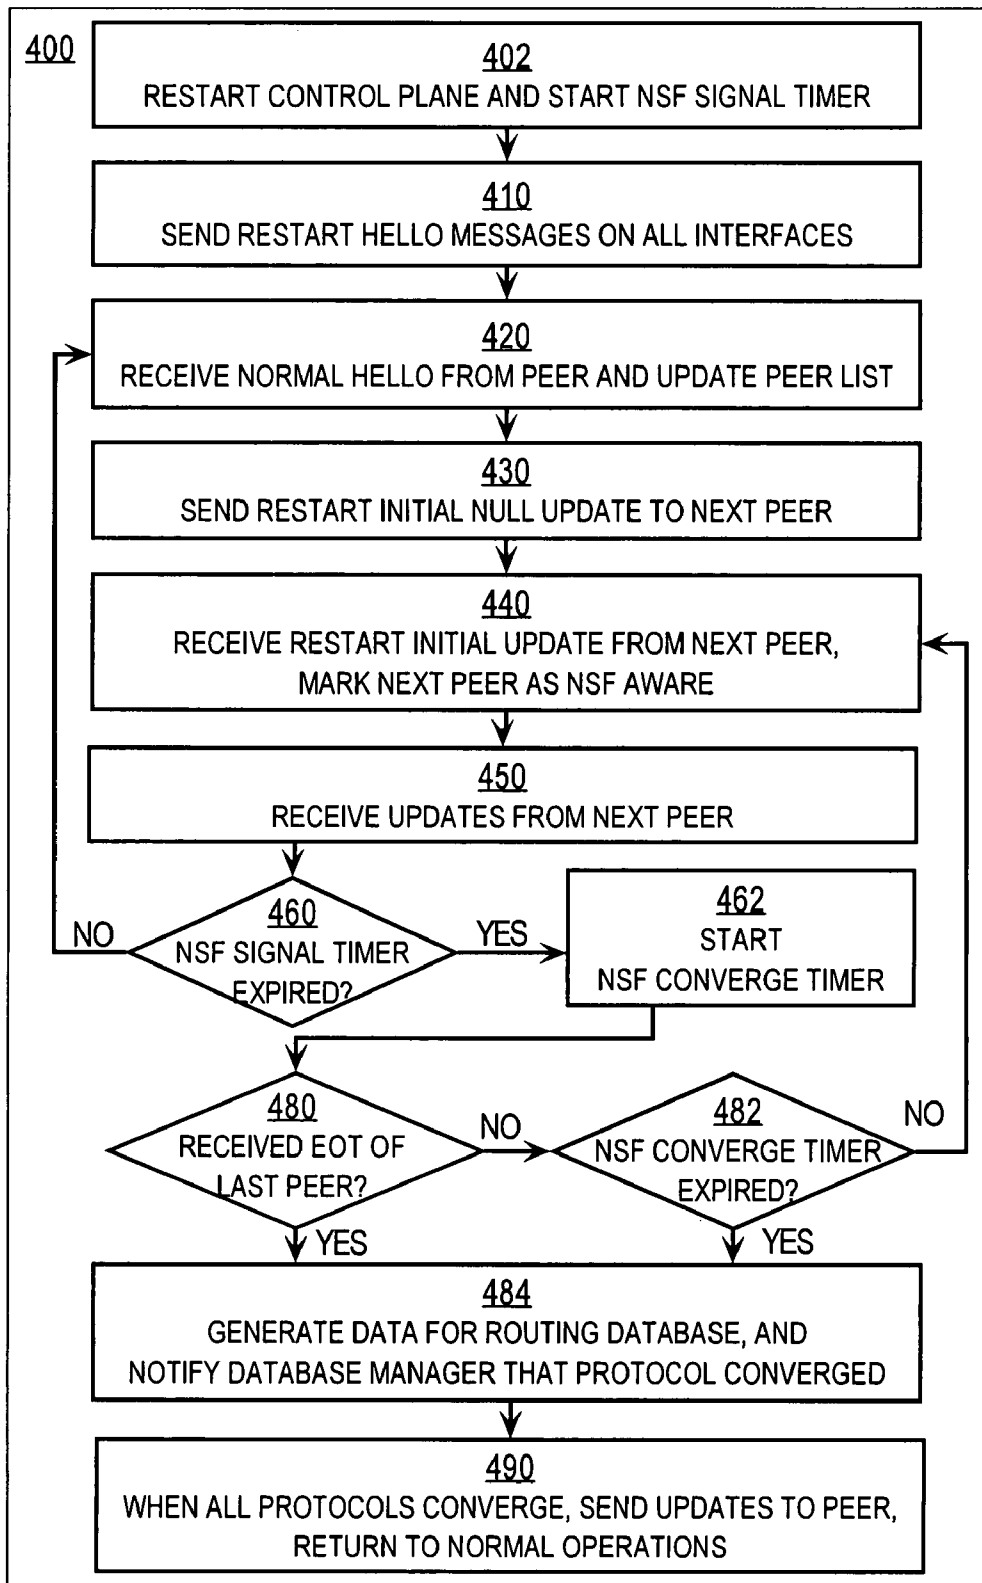 400
402
RESTART CONTROL PLANE AND START NSF SIGNAL TIMER
410
SEND RESTART HELLO MESSAGES ON ALL INTERFACES
420
RECEIVE NORMAL HELLO FROM PEER AND UPDATE PEER LIST
430
SEND RESTART INITIAL NULL UPDATE TO NEXT PEER
440
RECEIVE RESTART INITIAL UPDATE FROM NEXT PEER,
MARK NEXT PEER AS NSF AWARE
450
RECEIVE UPDATES FROM NEXT PEER
460
NSF SIGNAL TIMER
EXPIRED?
NO
YES
462
START
NSF CONVERGE TIMER
480
RECEIVED EOT OF
LAST PEER?
NO
YES
482
NSF CONVERGE TIMER
EXPIRED?
NO
YES
484
GENERATE DATA FOR ROUTING DATABASE, AND
NOTIFY DATABASE MANAGER THAT PROTOCOL CONVERGED
490
WHEN ALL PROTOCOLS CONVERGE, SEND UPDATES TO PEER,
RETURN TO NORMAL OPERATIONS